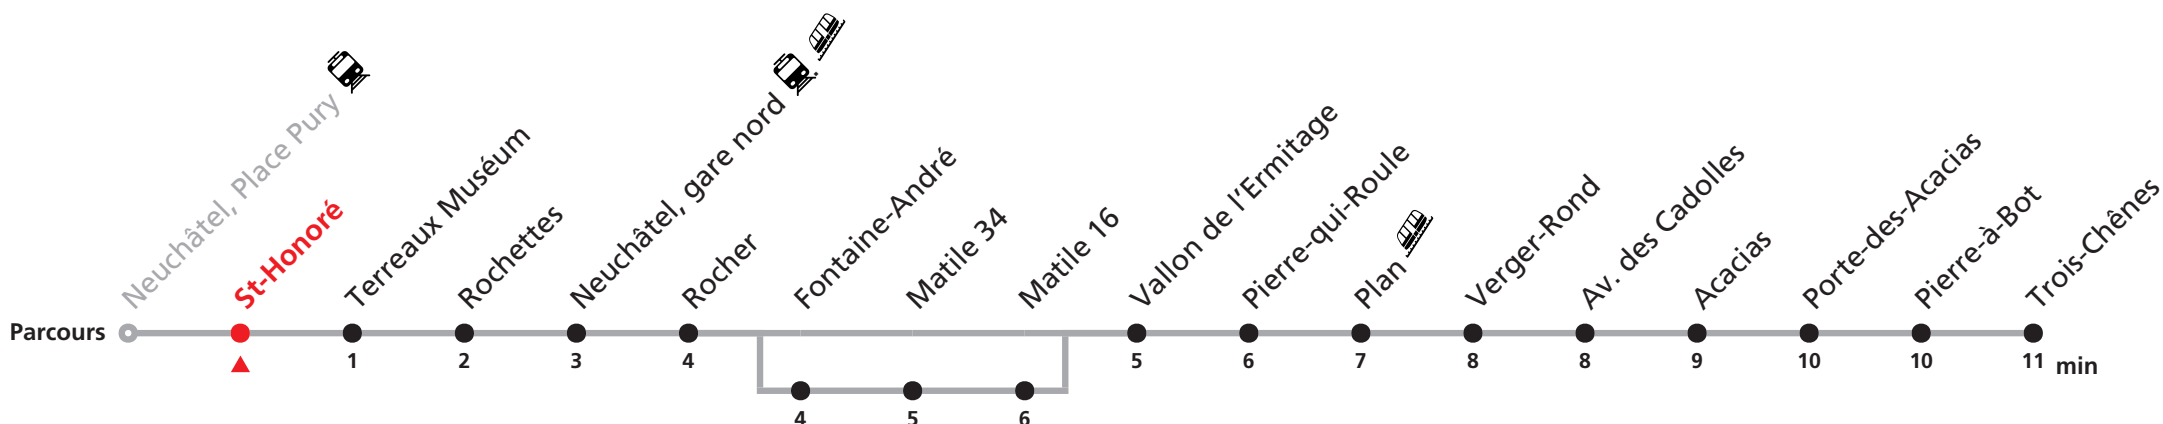 Neuchâtel, Place Pury
St-Honoré
Terreaux Muséum
Rochettes
Neuchâtel, gare nord
Rocher
Fontaine-André
Matile 34
Matile 16
Vallon de l'Ermitage
Pierre-qui-Roule
Plan
Verger-Rond
Av. des Cadolles
Acacias
Porte-des-Acacias
Pierre-à-Bot
Trois-Chênes
Parcours
1 2 3 4 5 6 7 8 8 9 10 10 11 min
4 5 6